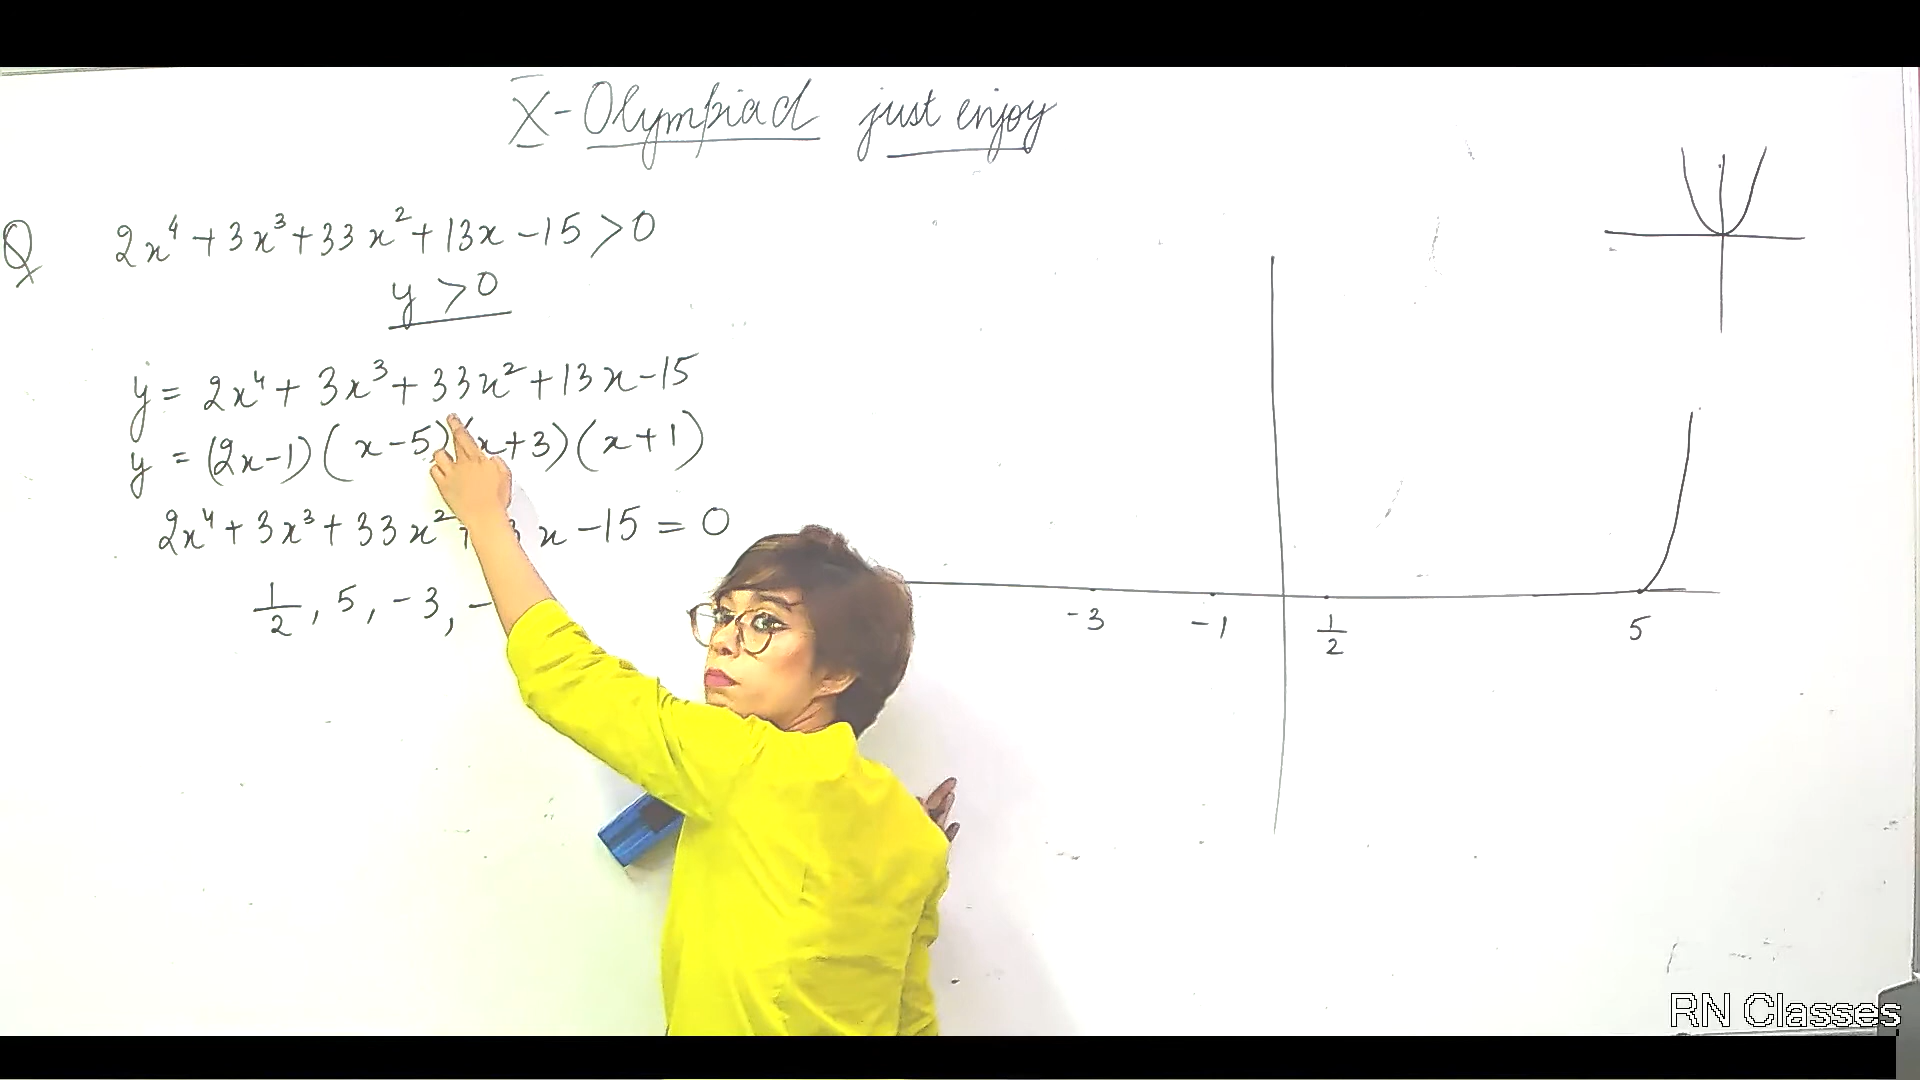 X-Olympiad just enjoy
Q 2x⁴+3x³+33x²+13x-15>0
y>0
y = 2x⁴+3x³+33x²+13x-15
y = (2x-1)(x-5)(x+3)(x+1)
2x⁴+3x³+33x²+ 3x-15=0
1/2, 5, -3, -
-3 -1 1/2 5
RN Classes